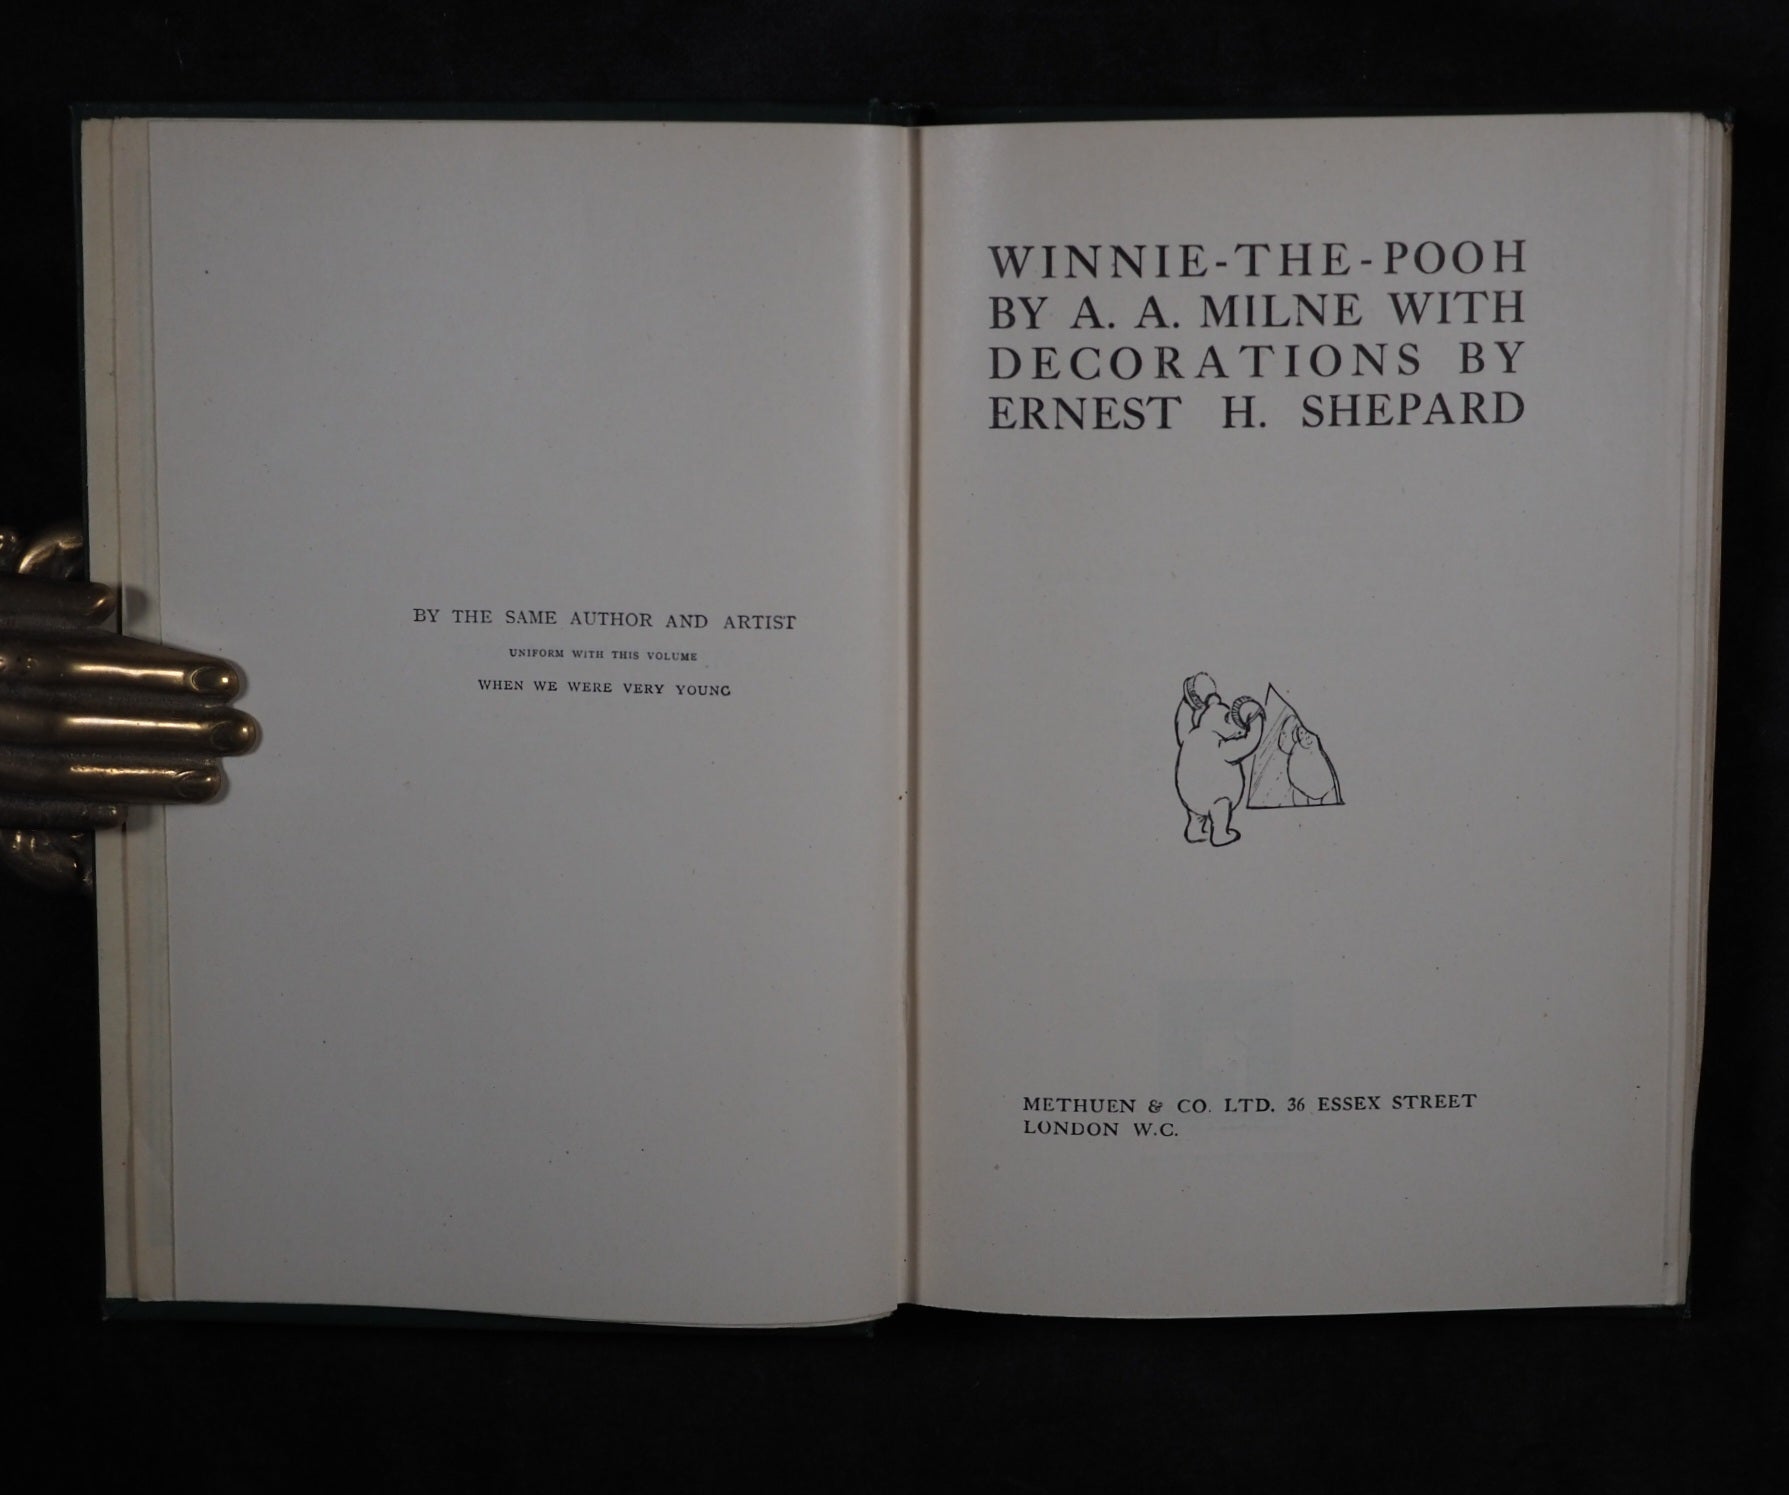 BY THE SAME AUTHOR AND ARTIST
UNIFORM WITH THIS VOLUME
WHEN WE WERE VERY YOUNG
WINNIE-THE-POOH
BY A. A. MILNE WITH
DECORATIONS BY
ERNEST H. SHEPARD
METHUEN & CO. LTD. 36 ESSEX STREET
LONDON W.C.